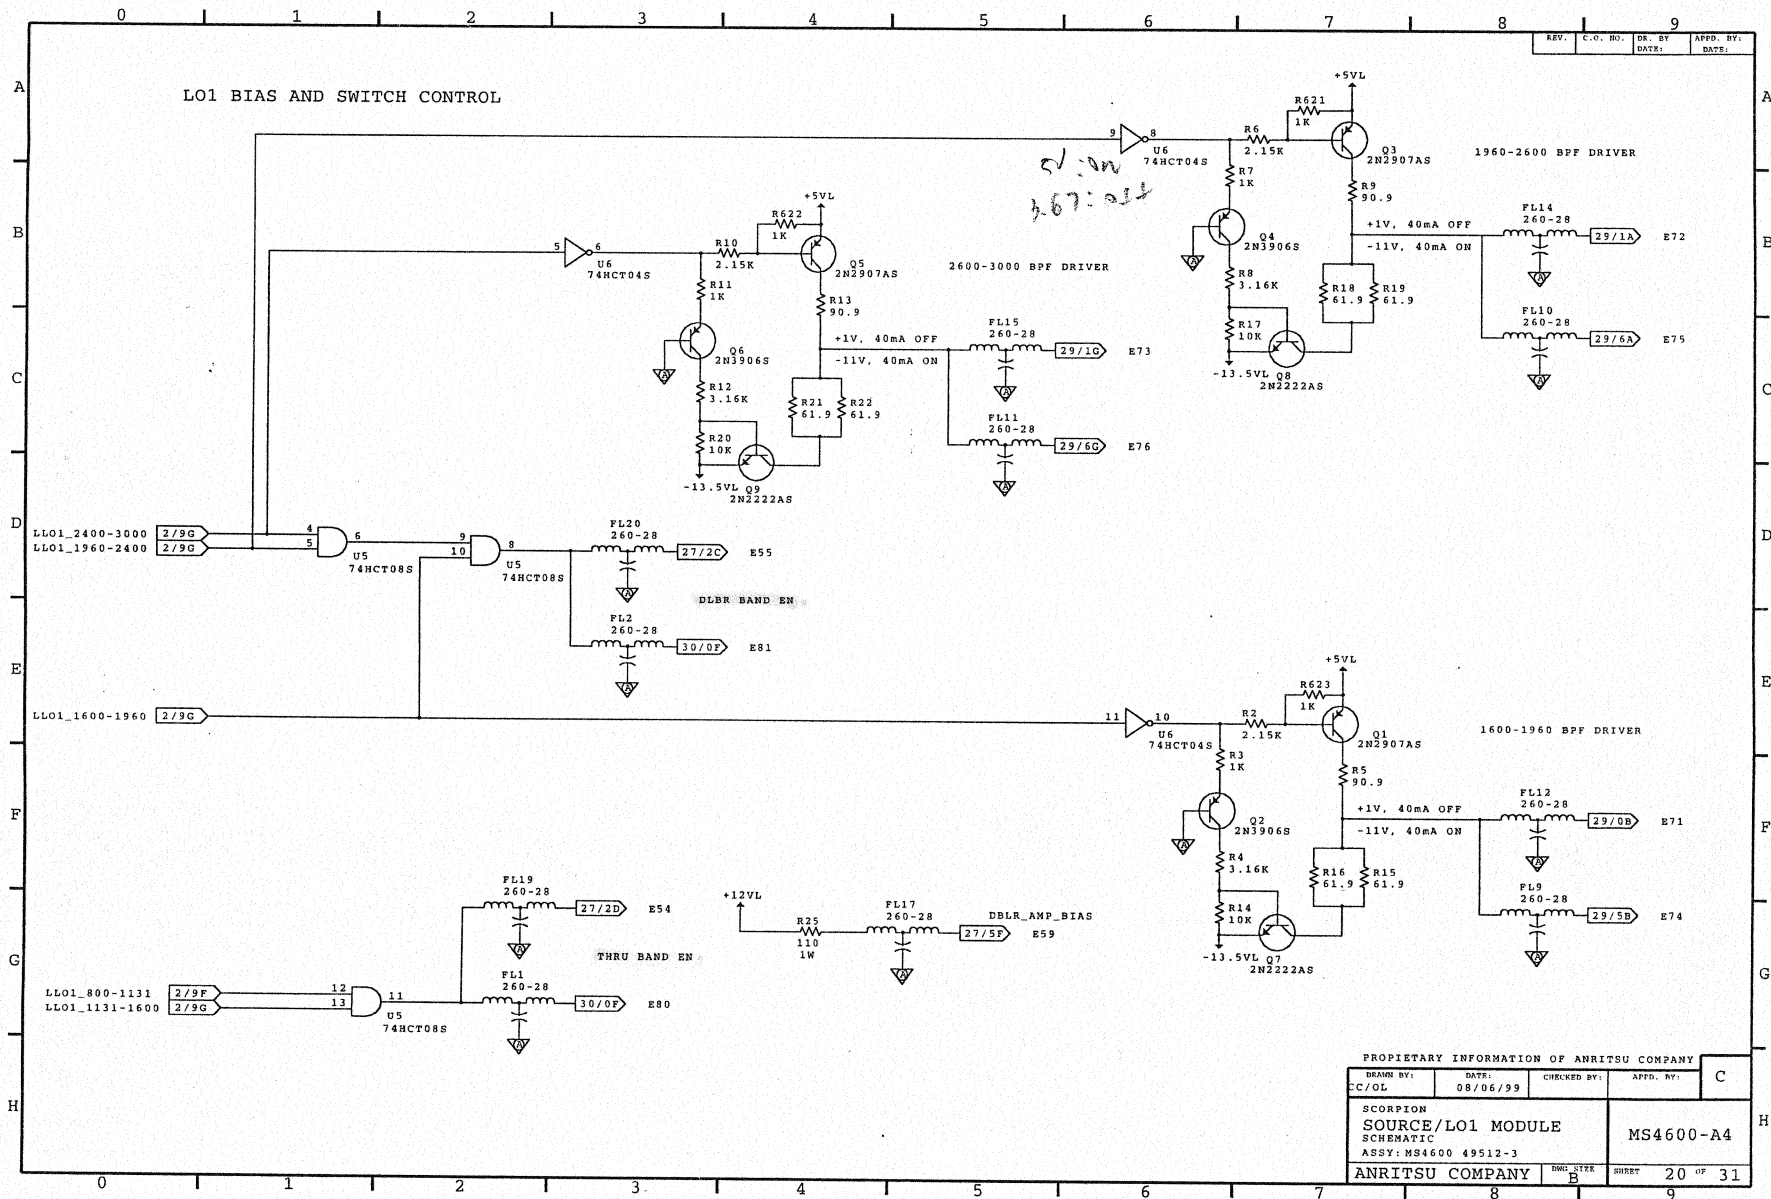 0 1 2 3 4 5 6 7 8 9
REV. C.O. NO. DR. BY DATE: APPD. BY: DATE:
A
A
LO1 BIAS AND SWITCH CONTROL
+5VL
R621
1K
9
8
U6
74HCT04S
R6
2.15K
Q3
2N2907AS
1960-2600 BPF DRIVER
R7
1K
R9
90.9
Q4
2N3906S
+1V, 40mA OFF
-11V, 40mA ON
FL14
260-28
29/1A
E72
A
A
R8
3.16K
R18
61.9
R19
61.9
R17
10K
FL10
260-28
29/6A
E75
A
-13.5VL
Q8
2N2222AS
B
B
+5VL
R622
1K
5
6
U6
74HCT04S
R10
2.15K
Q5
2N2907AS
2600-3000 BPF DRIVER
R11
1K
R13
90.9
Q6
2N3906S
A
+1V, 40mA OFF
-11V, 40mA ON
FL15
260-28
29/1G
E73
A
C
C
R12
3.16K
R21
61.9
R22
61.9
R20
10K
FL11
260-28
29/6G
E76
A
-13.5VL
Q9
2N2222AS
D
D
LLO1_2400-3000
2/9G
4
LLO1_1960-2400
2/9G
5
6
U5
74HCT08S
9
10
8
U5
74HCT08S
FL20
260-28
27/2C
E55
A
DLBR BAND EN
FL2
260-28
30/0F
E81
A
E
E
LLO1_1600-1960
2/9G
+5VL
R623
1K
11
10
U6
74HCT04S
R2
2.15K
Q1
2N2907AS
1600-1960 BPF DRIVER
R3
1K
R5
90.9
Q2
2N3906S
A
+1V, 40mA OFF
-11V, 40mA ON
FL12
260-28
29/0B
E71
A
F
F
R4
3.16K
R16
61.9
R15
61.9
R14
10K
FL9
260-28
29/5B
E74
A
-13.5VL
Q7
2N2222AS
FL19
260-28
27/2D
E54
A
THRU BAND EN
+12VL
R25
110
1W
FL17
260-28
DBLR_AMP_BIAS
27/5F
E59
A
G
G
LLO1_800-1131
2/9F
12
LLO1_1131-1600
2/9G
13
11
U5
74HCT08S
FL1
260-28
30/0F
E80
A
H
H
PROPIETARY INFORMATION OF ANRITSU COMPANY
C
DRAWN BY: DATE: CHECKED BY: APPD. BY:
CC/OL 08/06/99
SCORPION
SOURCE/LO1 MODULE
SCHEMATIC
ASSY: MS4600 49512-3
MS4600-A4
ANRITSU COMPANY
DWG SIZE
B
SHEET 20 OF 31
0 1 2 3 4 5 6 7 8 9